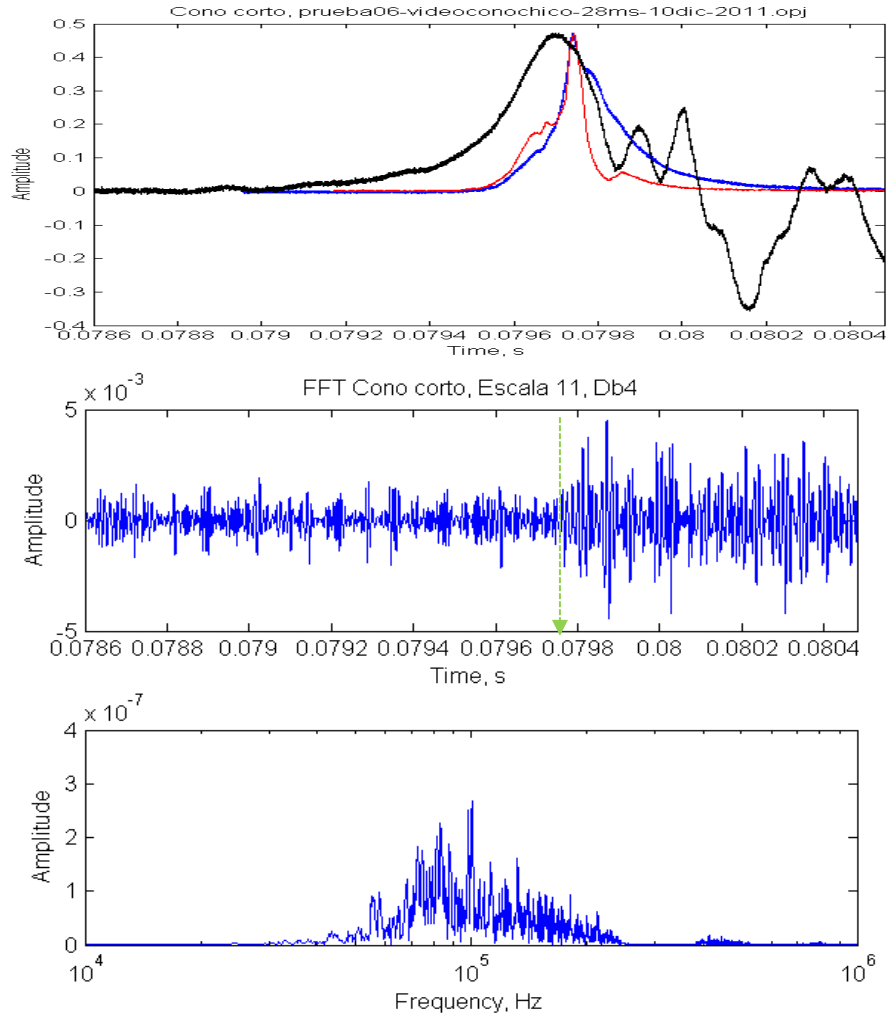 Cono corto, prueba06-videoconochico-28ms-10dic-2011.opj
0.5
0.4
0.3
0.2
0.1
0
-0.1
-0.2
-0.3
-0.4
Amplitude
0.0786 0.0788 0.079 0.0792 0.0794 0.0796 0.0798 0.08 0.0802 0.0804
Time, s
x 10^-3
FFT Cono corto, Escala 11, Db4
5
0
-5
Amplitude
0.0786 0.0788 0.079 0.0792 0.0794 0.0796 0.0798 0.08 0.0802 0.0804
Time, s
x 10^-7
4
3
2
1
0
Amplitude
10^4 10^5 10^6
Frequency, Hz